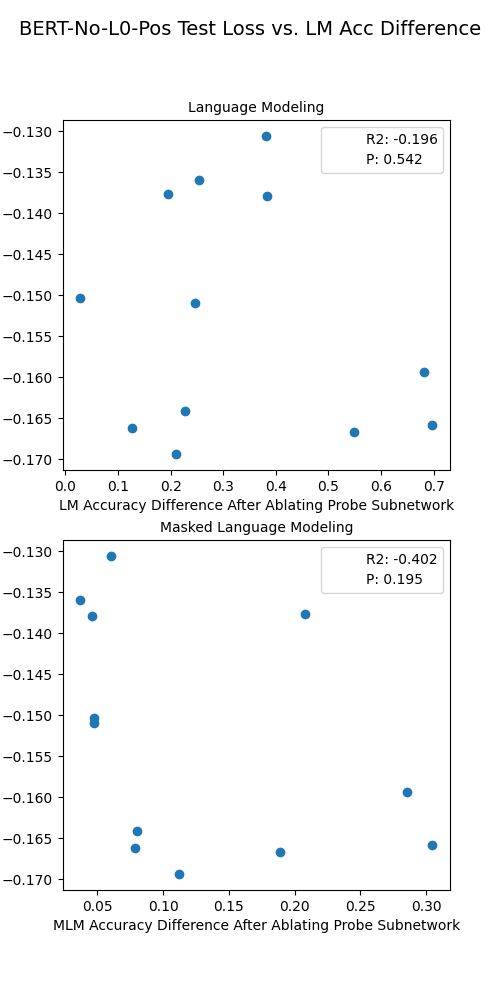 BERT-No-L0-Pos Test Loss vs. LM Acc Difference
Language Modeling
R2: -0.196
P: 0.542
−0.130
−0.135
−0.140
−0.145
−0.150
−0.155
−0.160
−0.165
−0.170
0.0 0.1 0.2 0.3 0.4 0.5 0.6 0.7
LM Accuracy Difference After Ablating Probe Subnetwork
Masked Language Modeling
R2: -0.402
P: 0.195
−0.130
−0.135
−0.140
−0.145
−0.150
−0.155
−0.160
−0.165
−0.170
0.05 0.10 0.15 0.20 0.25 0.30
MLM Accuracy Difference After Ablating Probe Subnetwork